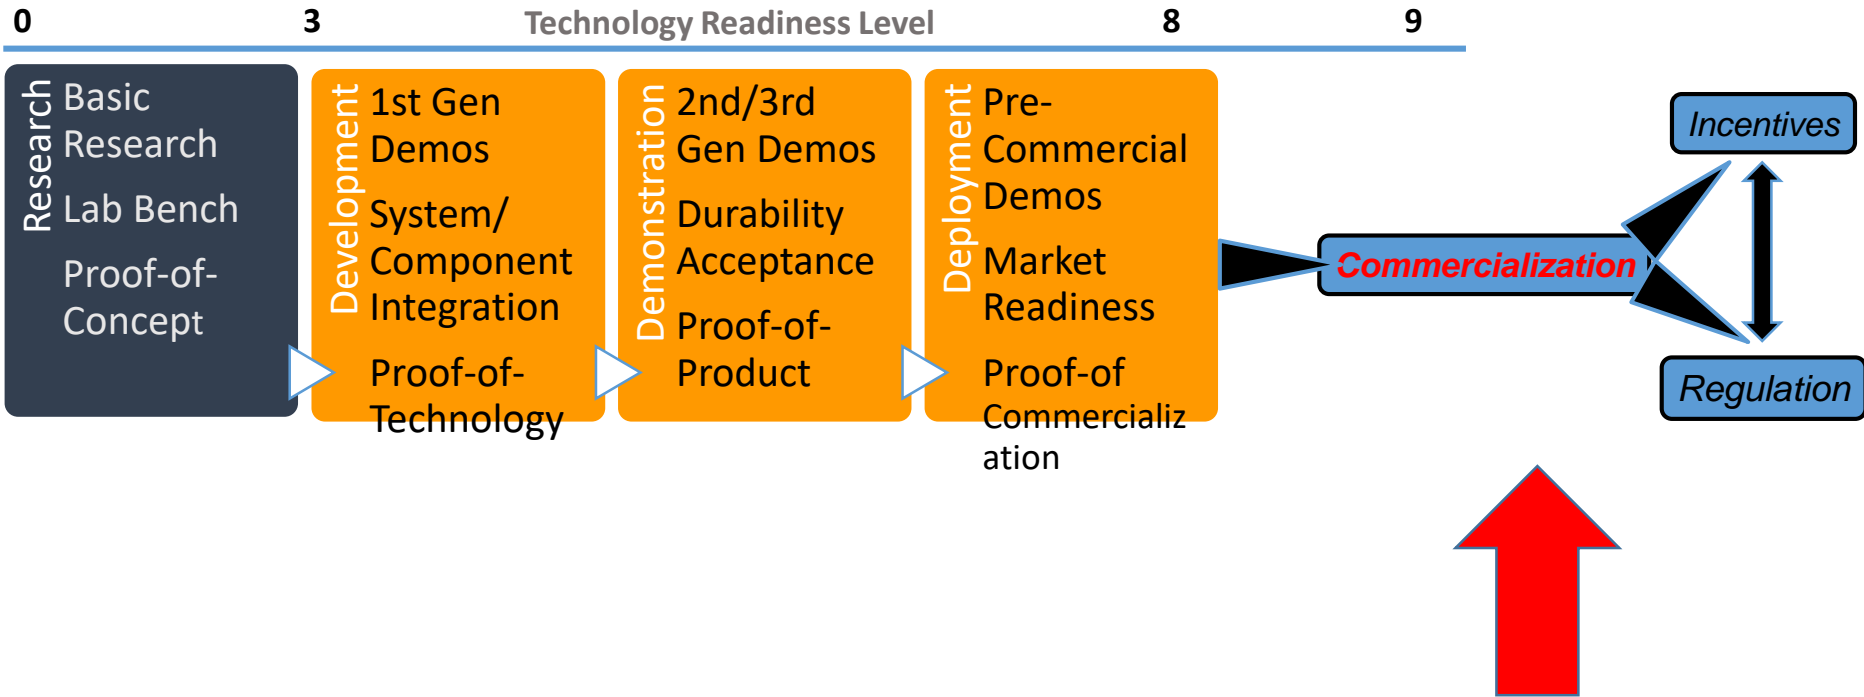 0 3 Technology Readiness Level 8 9
Research
Basic
Research
Lab Bench
Proof-of-
Concept
Development
1st Gen
Demos
System/
Component
Integration
Proof-of-
Technology
Demonstration
2nd/3rd
Gen Demos
Durability
Acceptance
Proof-of-
Product
Deployment
Pre-
Commercial
Demos
Market
Readiness
Proof-of
Commercializ
ation
Commercialization
Incentives
Regulation